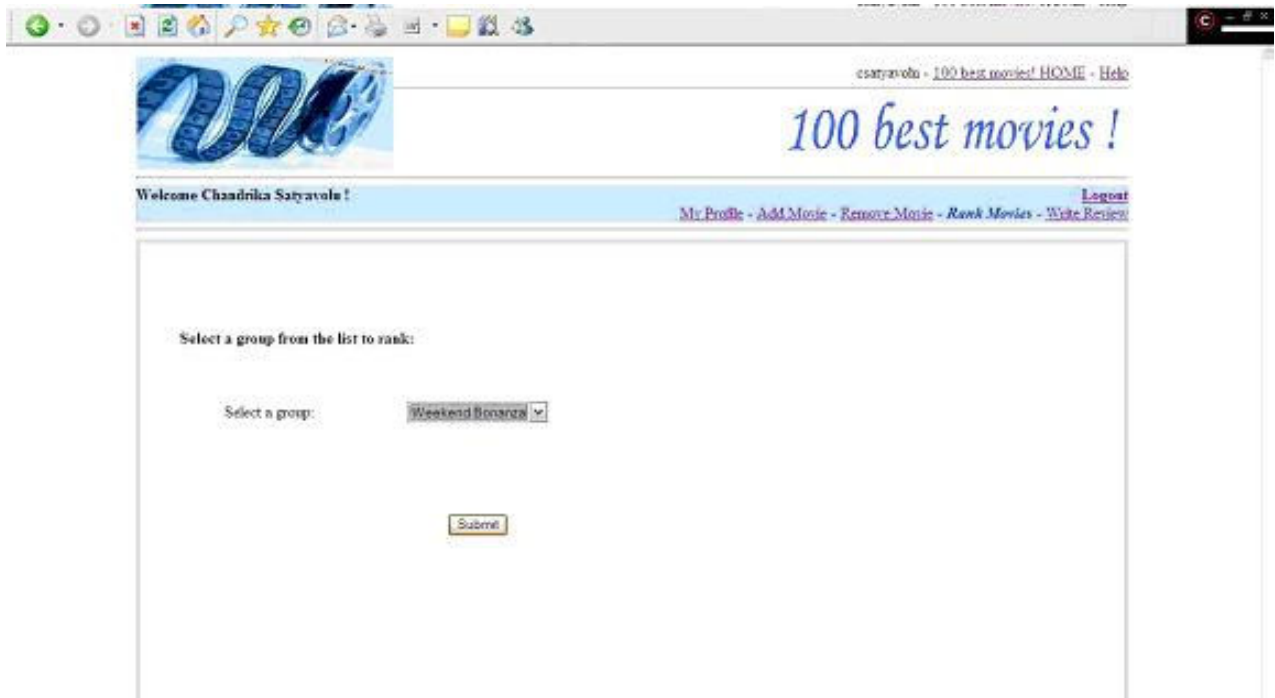 csatyavolu - 100 best movies! HOME - Help
100 best movies !
Welcome Chandrika Satyavolu !
Logout
My Profile - Add Movie - Remove Movie - Rank Movies - Write Review
Select a group from the list to rank:
Select a group: Weekend Bonanza
Submit